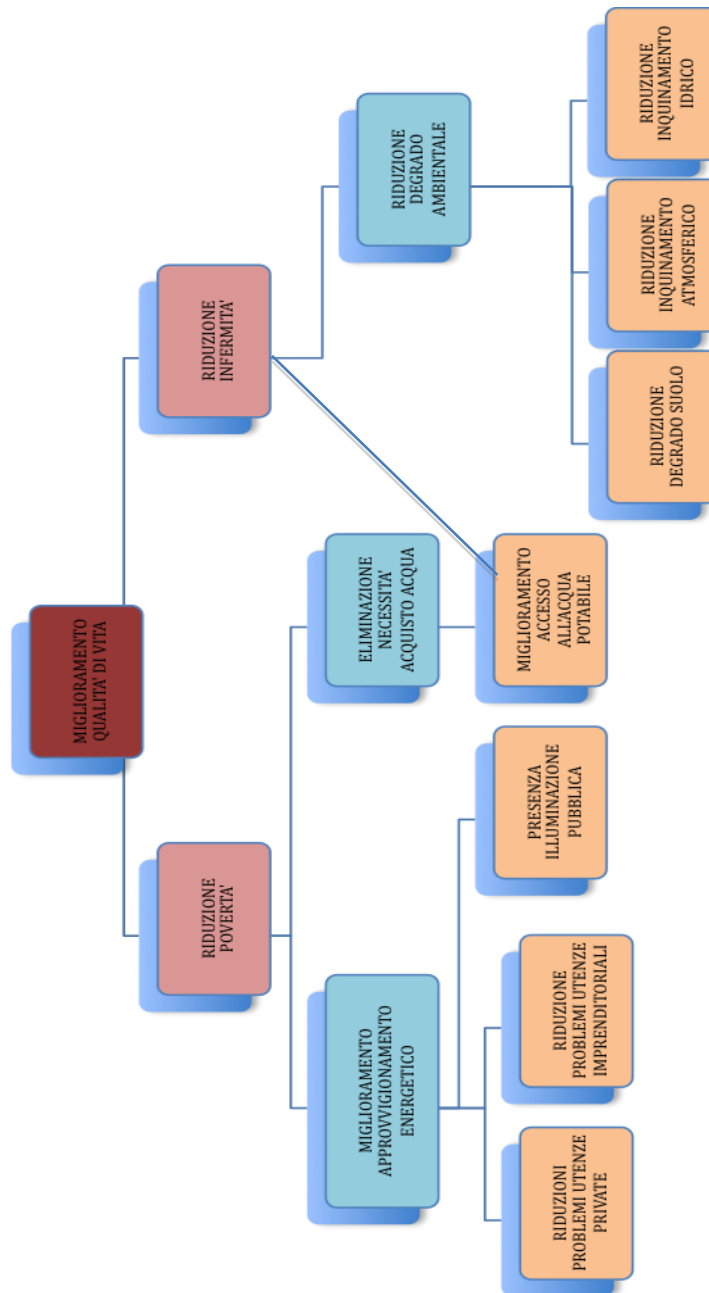 MIGLIORAMENTO
QUALITA' DI VITA
RIDUZIONE
POVERTA'
RIDUZIONE
INFERMITA'
MIGLIORAMENTO
APPROVVIGIONAMENTO
ENERGETICO
ELIMINAZIONE
NECESSITA'
ACQUISTO ACQUA
RIDUZIONE
DEGRADO
AMBIENTALE
RIDUZIONI
PROBLEMI UTENZE
PRIVATE
RIDUZIONE
PROBLEMI UTENZE
IMPRENDITORIALI
PRESENZA
ILLUMINAZIONE
PUBBLICA
MIGLIORAMENTO
ACCESSO
ALL'ACQUA
POTABILE
RIDUZIONE
DEGRADO SUOLO
RIDUZIONE
INQUINAMENTO
ATMOSFERICO
RIDUZIONE
INQUINAMENTO
IDRICO